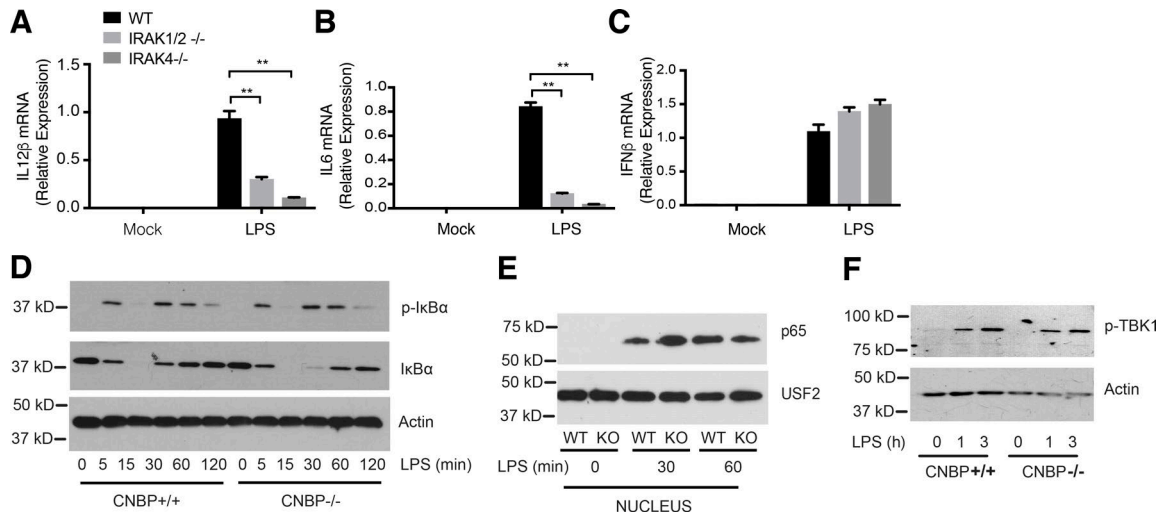 A
WT
IRAK1/2 -/-
IRAK4-/-
IL12β mRNA
(Relative Expression)
1.5
1.0
0.5
0.0
**
**
Mock
LPS
B
IL6 mRNA
(Relative Expression)
1.0
0.8
0.6
0.4
0.2
0.0
**
**
Mock
LPS
C
IFNβ mRNA
(Relative Expression)
2.0
1.5
1.0
0.5
0.0
Mock
LPS
D
37 kD
p-IκBα
37 kD
IκBα
50 kD
Actin
37 kD
0 5 15 30 60 120 0 5 15 30 60 120 LPS (min)
CNBP+/+ CNBP-/-
E
75 kD
p65
50 kD
50 kD
USF2
37 kD
WT KO WT KO WT KO
LPS (min) 0 30 60
NUCLEUS
F
100 kD
p-TBK1
75 kD
50 kD
Actin
37 kD
LPS (h) 0 1 3 0 1 3
CNBP+/+ CNBP-/-